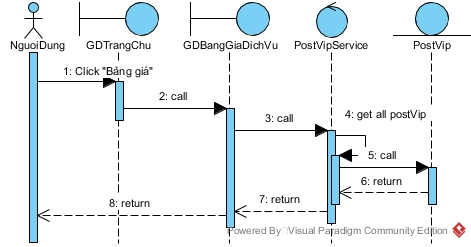 NguoiDung
GDTrangChu
GDBangGiaDichVu
PostVipService
PostVip
1: Click "Bảng giá"
2: call
3: call
4: get all postVip
5: call
6: return
7: return
8: return
Powered By Visual Paradigm Community Edition